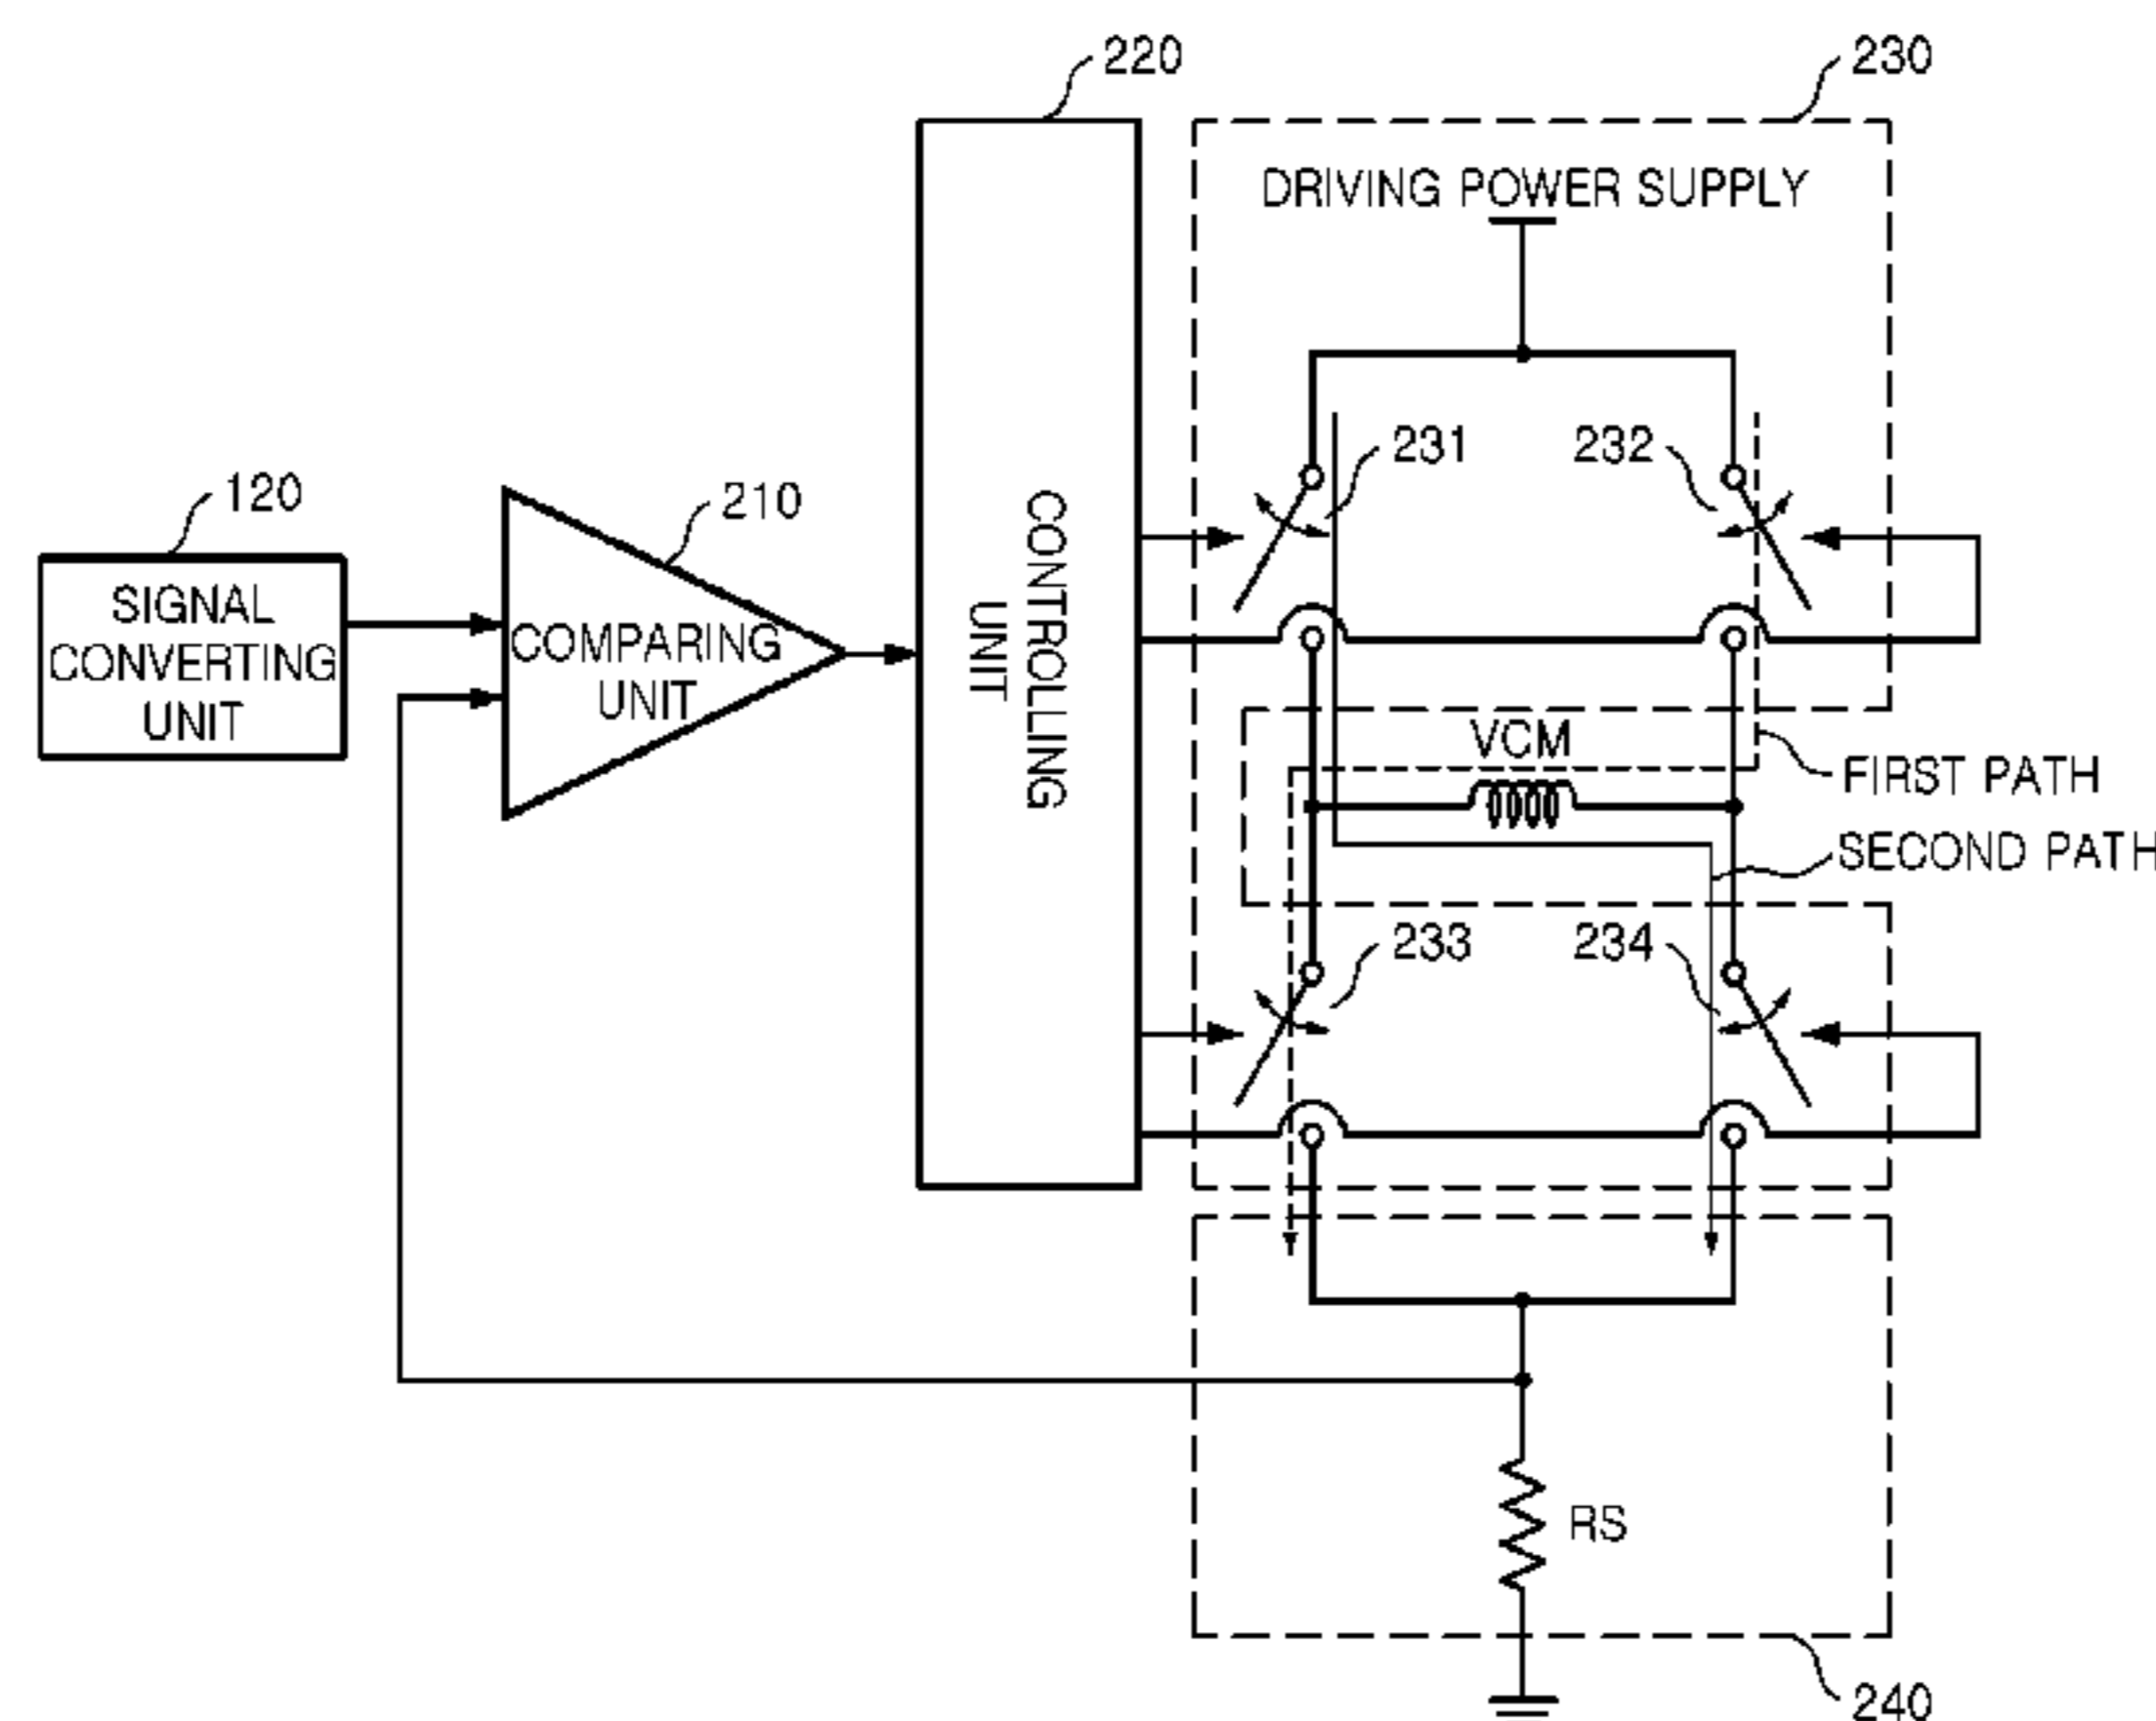 220
230
DRIVING POWER SUPPLY
231
232
120
210
SIGNAL
CONVERTING
UNIT
COMPARING
UNIT
CONTROLLING
UNIT
VCM
FIRST PATH
SECOND PATH
233
234
RS
240